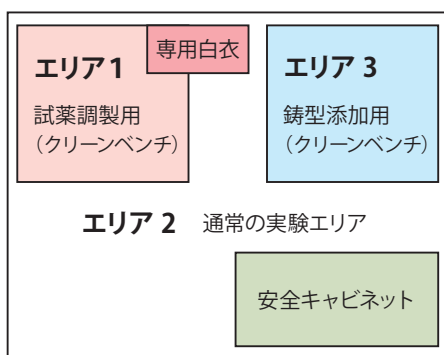 エリア1
専用白衣
試薬調製用
（クリーンベンチ）
エリア 3
鋳型添加用
（クリーンベンチ）
エリア 2 通常の実験エリア
安全キャビネット